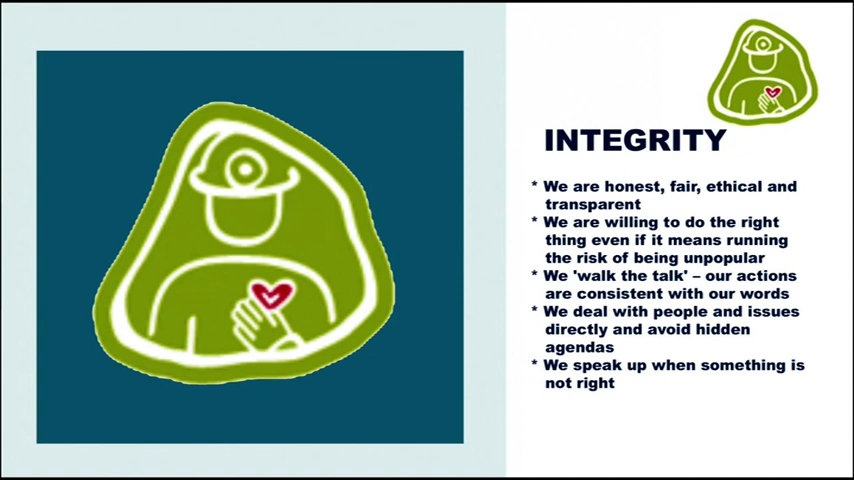 INTEGRITY
* We are honest, fair, ethical and
transparent
* We are willing to do the right
thing even if it means running
the risk of being unpopular
* We 'walk the talk' – our actions
are consistent with our words
* We deal with people and issues
directly and avoid hidden
agendas
* We speak up when something is
not right